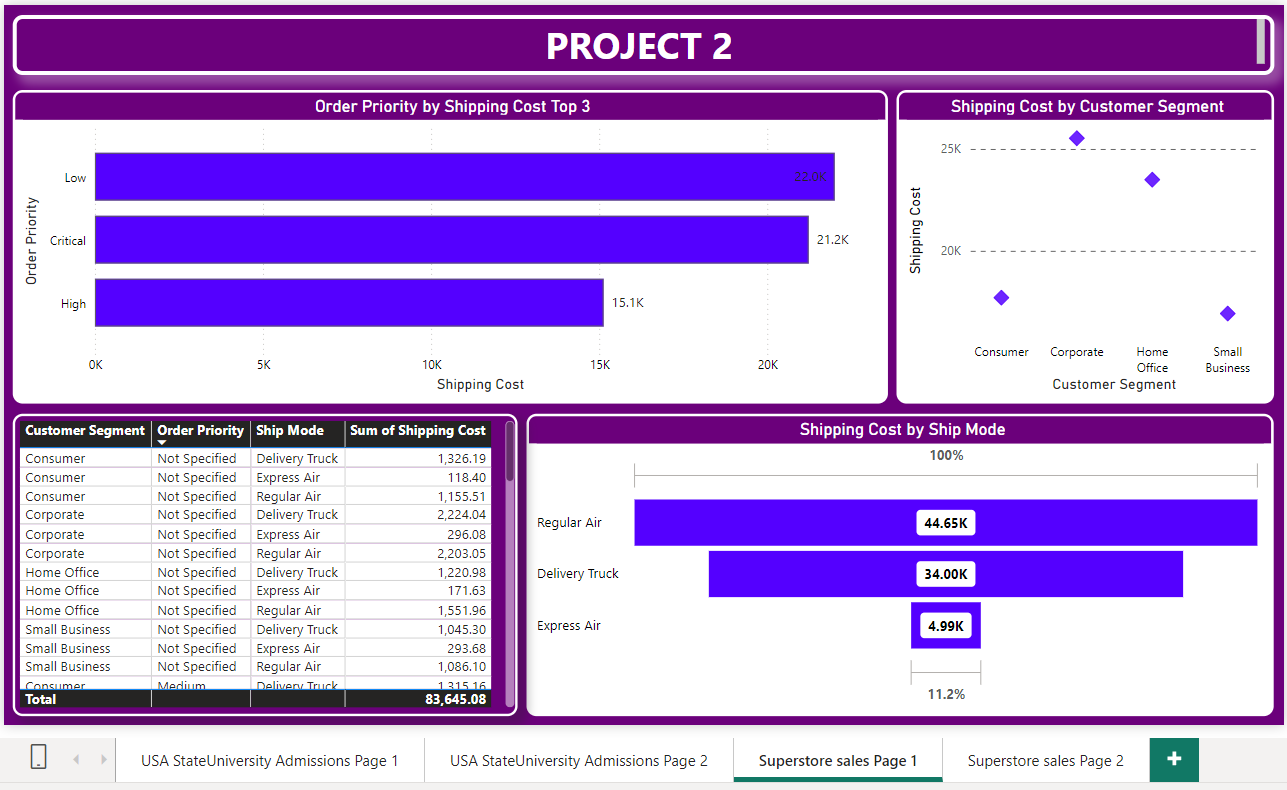 PROJECT 2
Order Priority by Shipping Cost Top 3
Order Priority
Low
22.0K
Critical
21.2K
High
15.1K
0K 5K 10K 15K 20K
Shipping Cost
Shipping Cost by Customer Segment
Shipping Cost
25K
20K
Consumer Corporate Home Office Small Business
Customer Segment
Customer Segment Order Priority Ship Mode Sum of Shipping Cost
Consumer Not Specified Delivery Truck 1,326.19
Consumer Not Specified Express Air 118.40
Consumer Not Specified Regular Air 1,155.51
Corporate Not Specified Delivery Truck 2,224.04
Corporate Not Specified Express Air 296.08
Corporate Not Specified Regular Air 2,203.05
Home Office Not Specified Delivery Truck 1,220.98
Home Office Not Specified Express Air 171.63
Home Office Not Specified Regular Air 1,551.96
Small Business Not Specified Delivery Truck 1,045.30
Small Business Not Specified Express Air 293.68
Small Business Not Specified Regular Air 1,086.10
Consumer Medium Delivery Truck 1,315.16
Total 83,645.08
Shipping Cost by Ship Mode
100%
Regular Air 44.65K
Delivery Truck 34.00K
Express Air 4.99K
11.2%
USA StateUniversity Admissions Page 1 USA StateUniversity Admissions Page 2 Superstore sales Page 1 Superstore sales Page 2 +